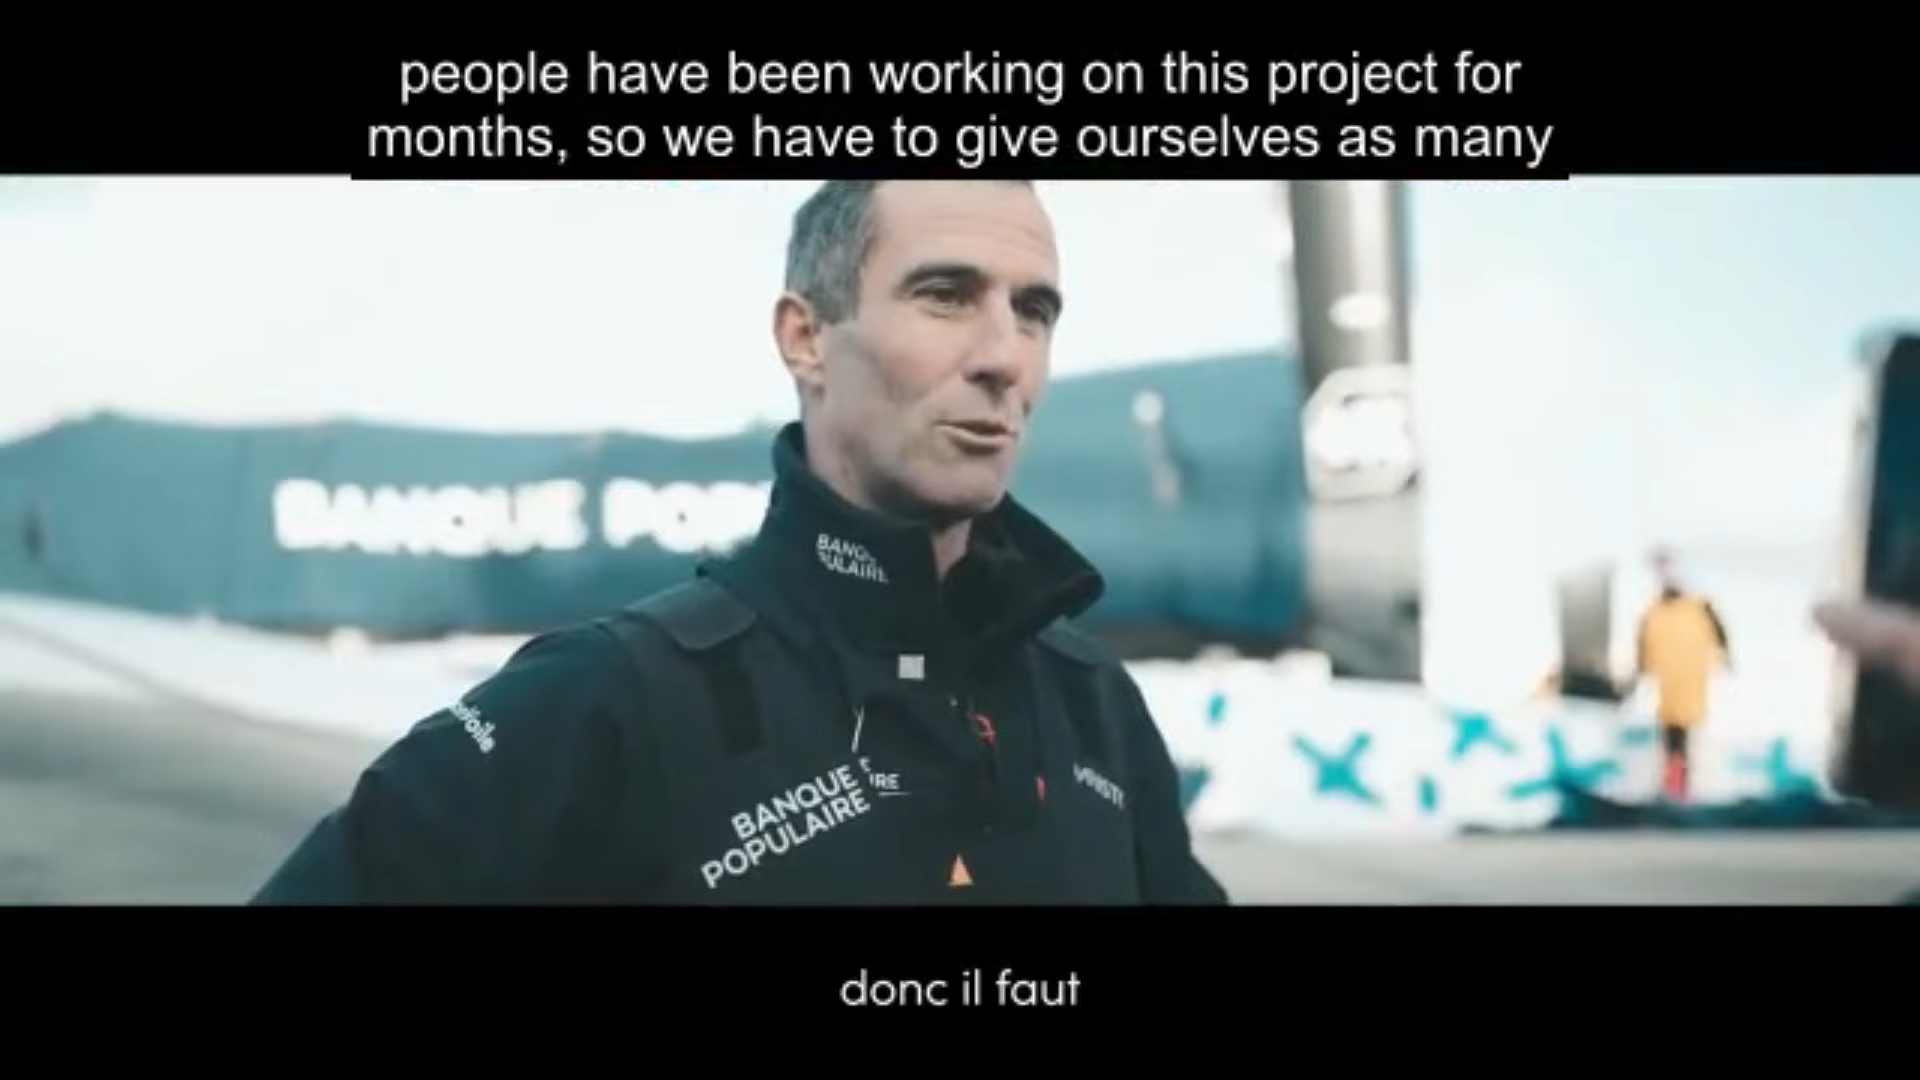 people have been working on this project for
months, so we have to give ourselves as many
BANQUE
BANQUE
POPULAIRE
donc il faut